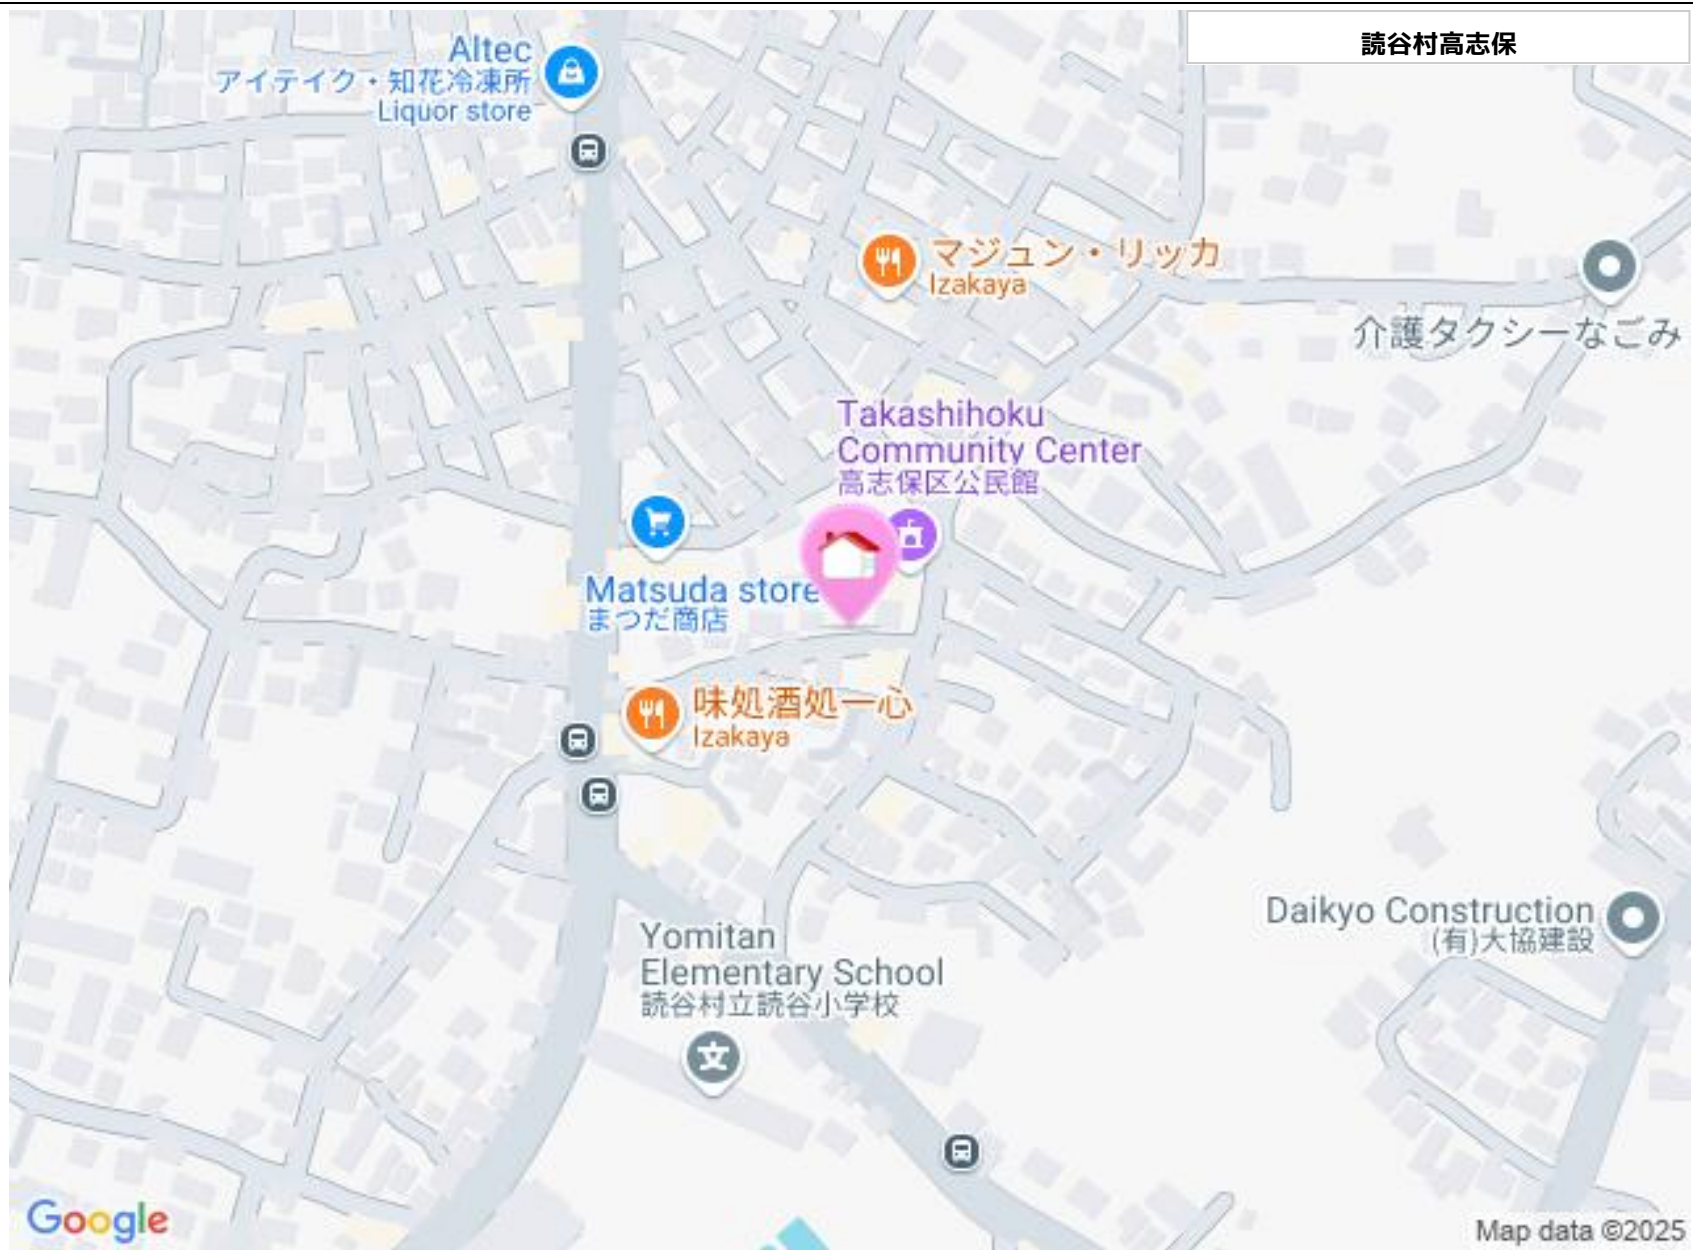 読谷村高志保
Altec
アイテイク・知花冷凍所
Liquor store
マジュン・リッカ
Izakaya
介護タクシーなごみ
Takashihoku
Community Center
高志保区公民館
Matsuda store
まつだ商店
味処酒処一心
Izakaya
Daikyo Construction
(有)大協建設
Yomitan
Elementary School
読谷村立読谷小学校
文
Google
Map data ©2025